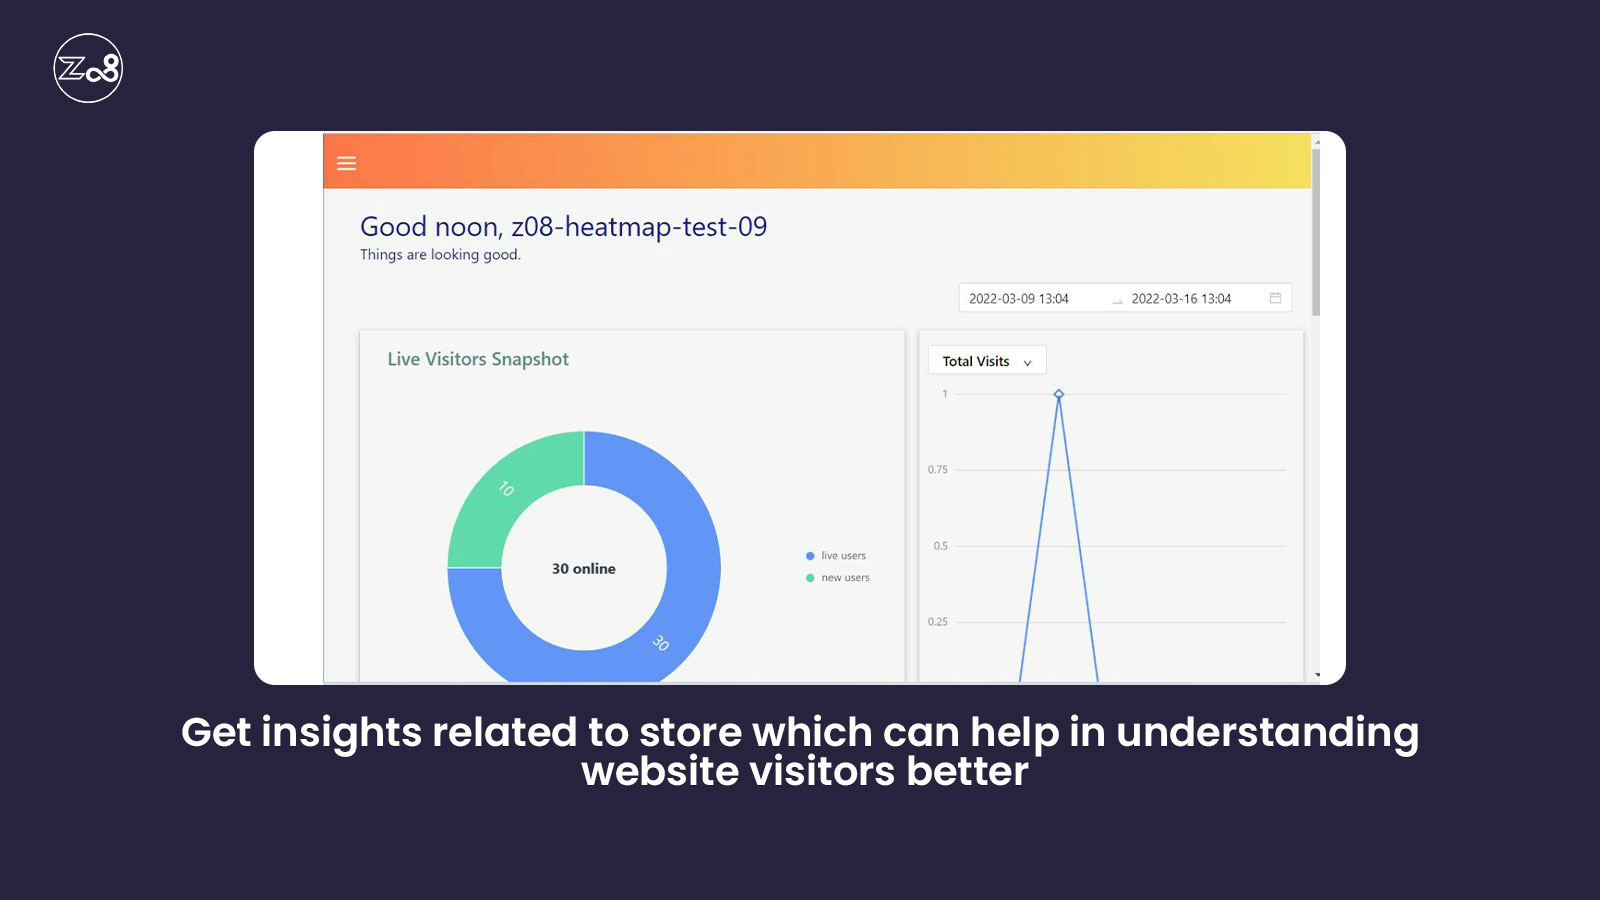 Zo8
Good noon, z08-heatmap-test-09
Things are looking good.
2022-03-09 13:04
2022-03-16 13:04
Live Visitors Snapshot
10
30 online
30
live users
new users
Total Visits
1
0.75
0.5
0.25
Get insights related to store which can help in understanding
website visitors better